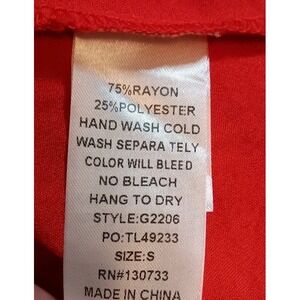 75%RAYON
25%POLYESTER
HAND WASH COLD
WASH SEPARA TELY
COLOR WILL BLEED
NO BLEACH
HANG TO DRY
STYLE:G2206
PO:TL49233
SIZE:S
RN#130733
MADE IN CHINA